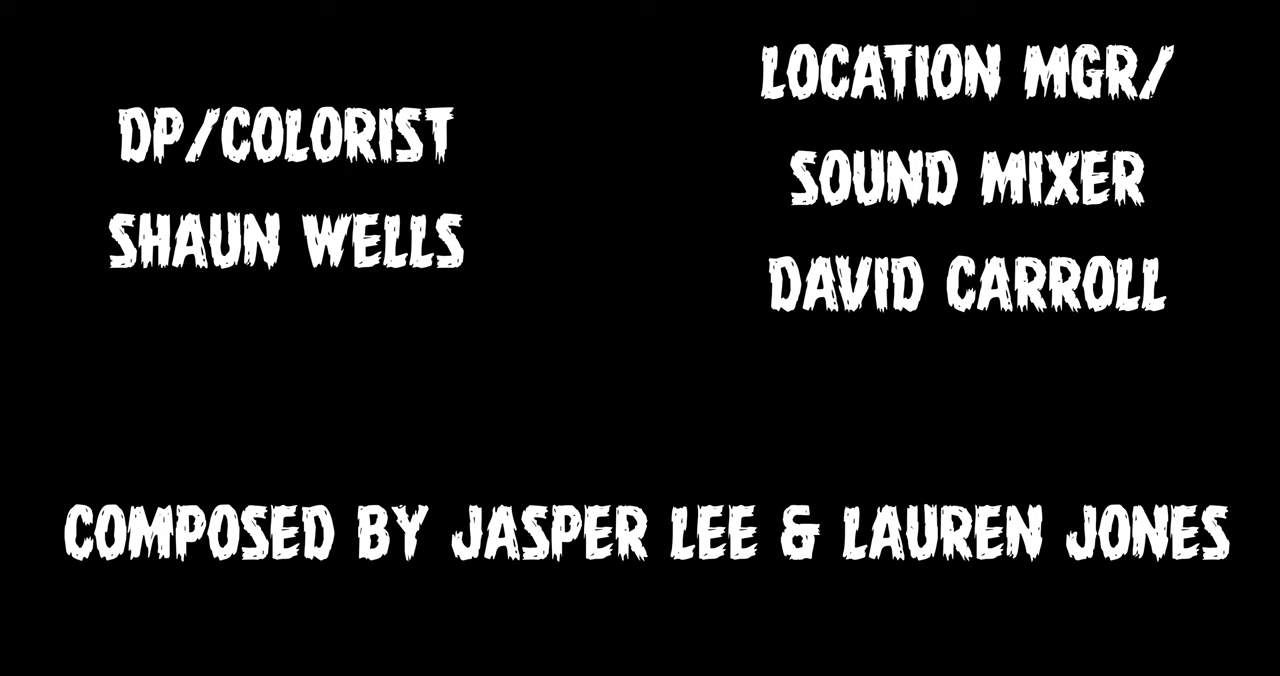 DP/COLORIST
SHAUN WELLS
LOCATION MGR/
SOUND MIXER
DAVID CARROLL
COMPOSED BY JASPER LEE & LAUREN JONES